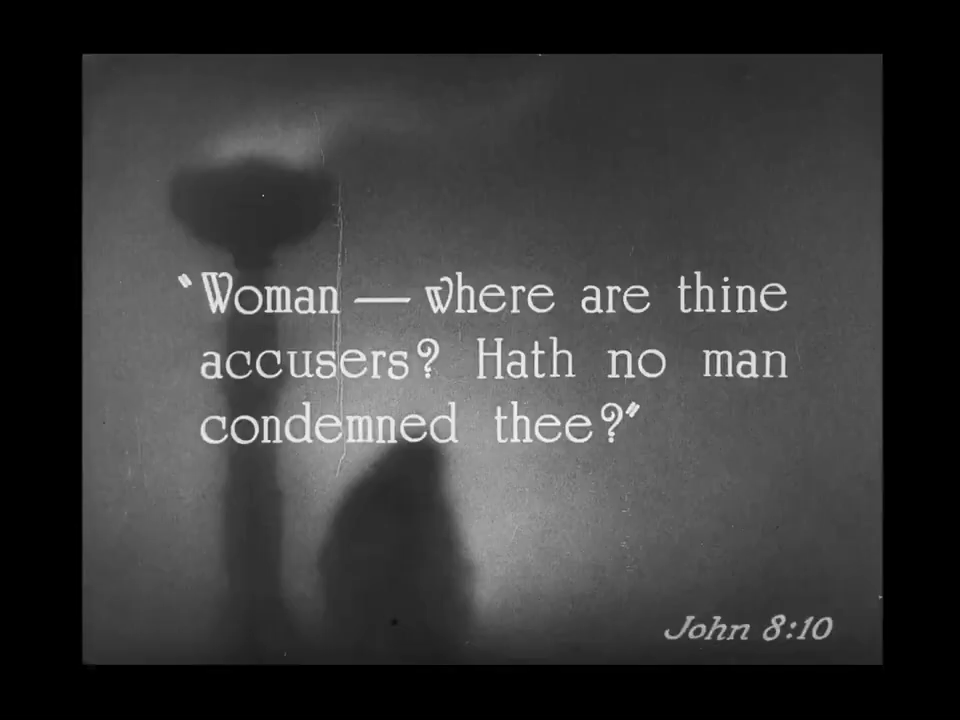 "Woman — where are thine
accusers? Hath no man
condemned thee?"
John 8:10